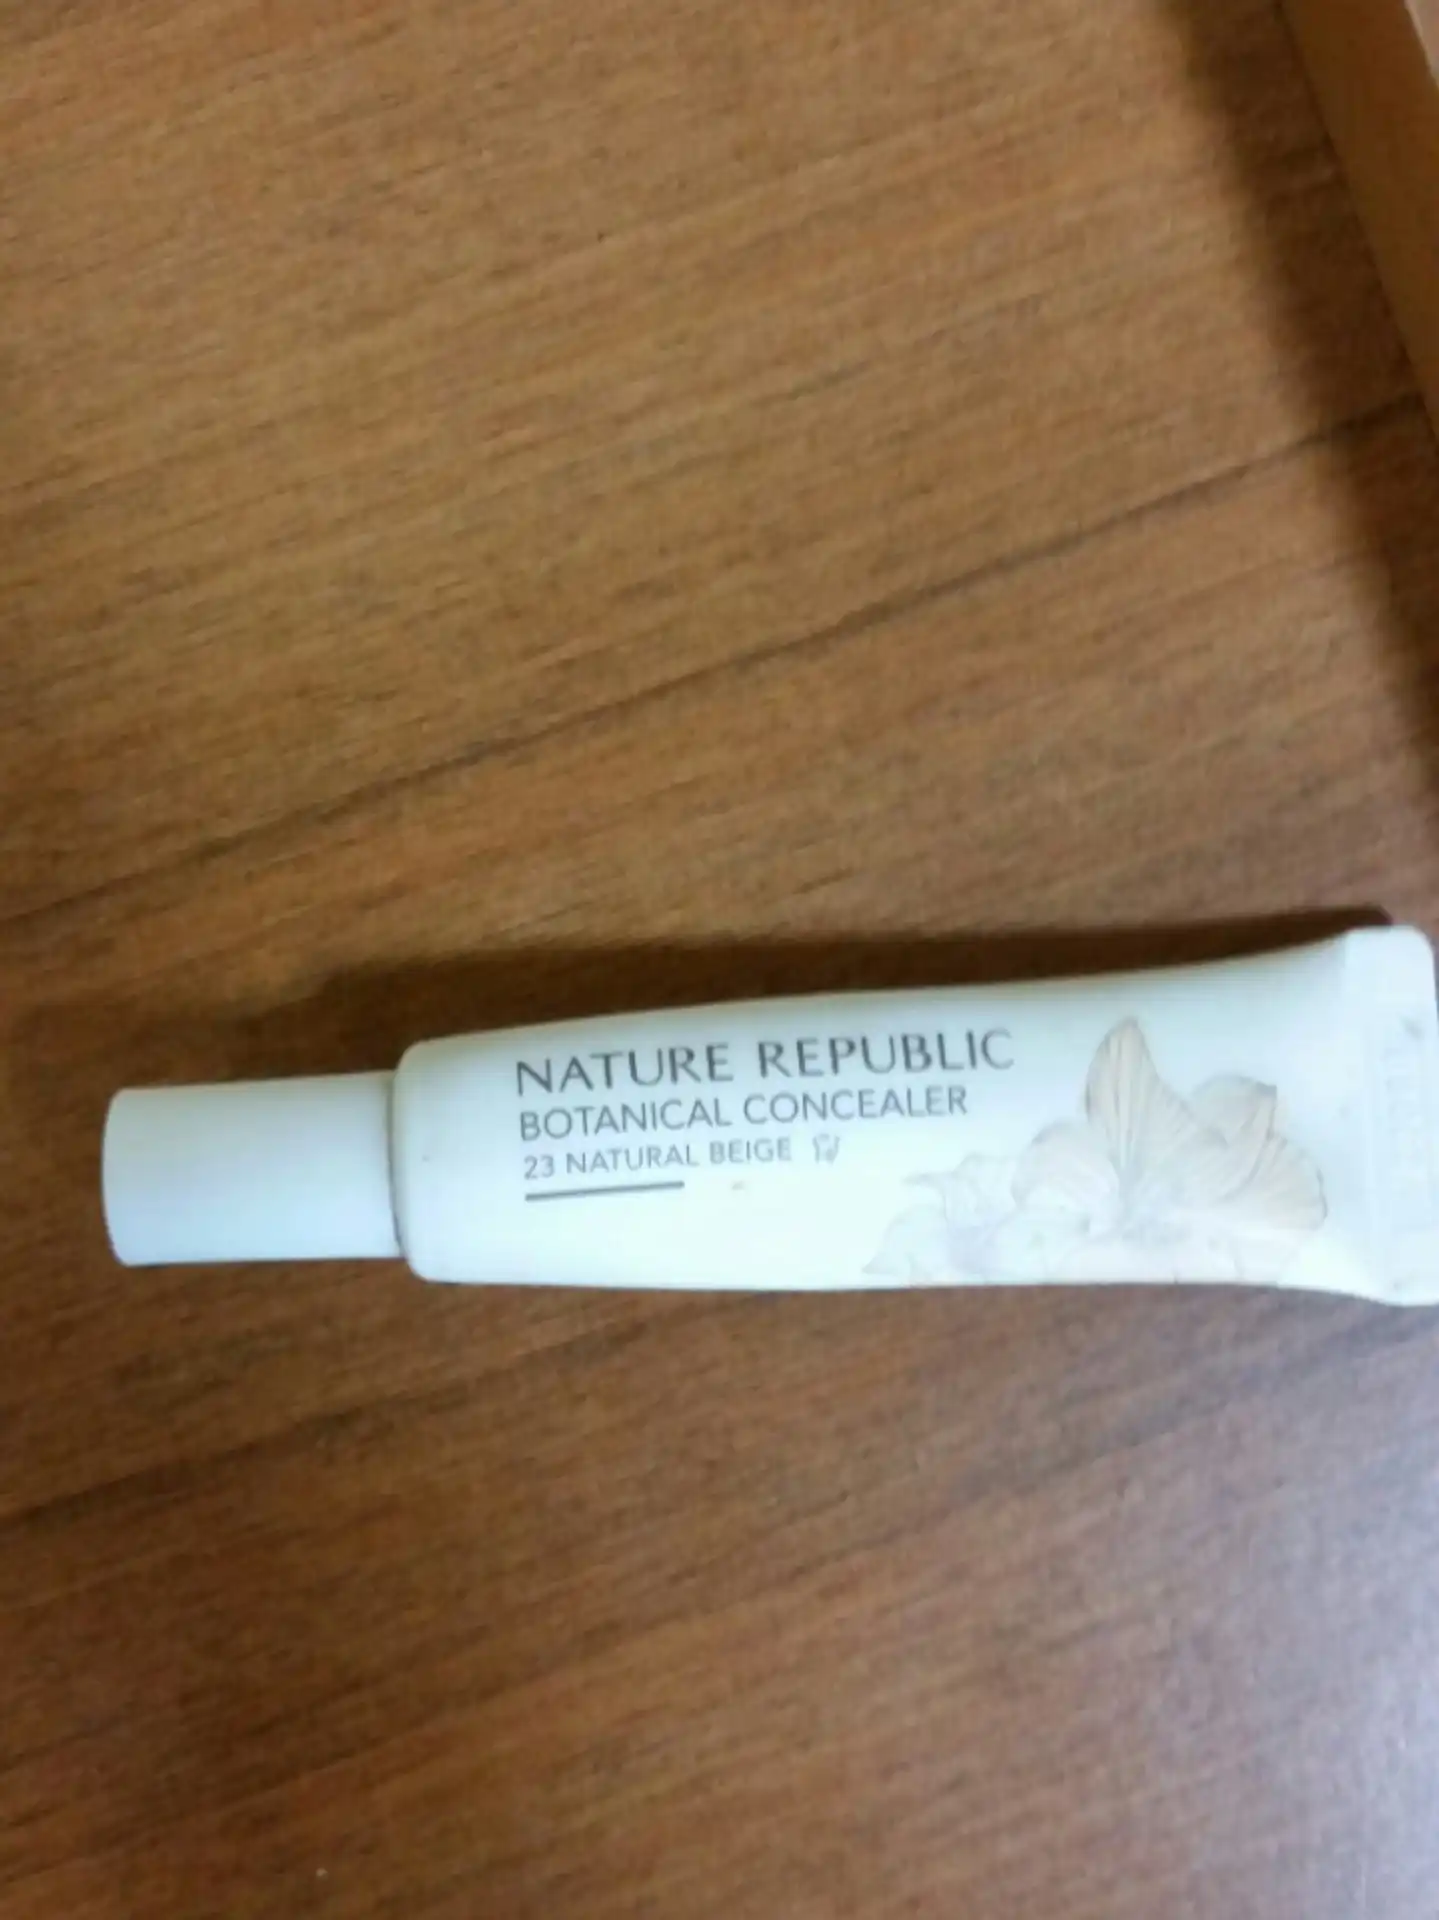 NATURE REPUBLIC
BOTANICAL CONCEALER
23 NATURAL BEIGE